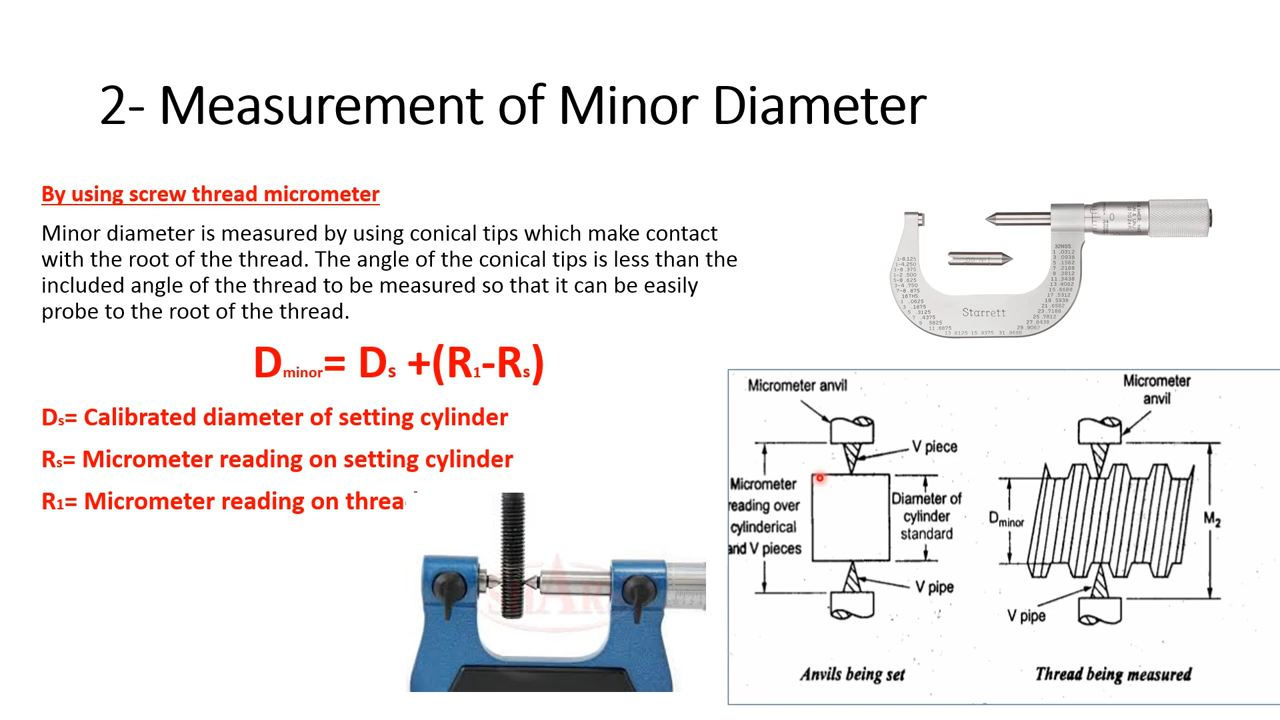 2- Measurement of Minor Diameter
By using screw thread micrometer
Minor diameter is measured by using conical tips which make contact
with the root of the thread. The angle of the conical tips is less than the
included angle of the thread to be measured so that it can be easily
probe to the root of the thread.
Dminor= Ds +(R1-Rs)
Ds= Calibrated diameter of setting cylinder
Rs= Micrometer reading on setting cylinder
R1= Micrometer reading on threa
Starrett
Micrometer anvil
V piece
Micrometer
reading over
cylinderical
and V pieces
Diameter of
cylinder
standard
V pipe
Anvils being set
Micrometer
anvil
Dminor
M2
V pipe
Thread being measured